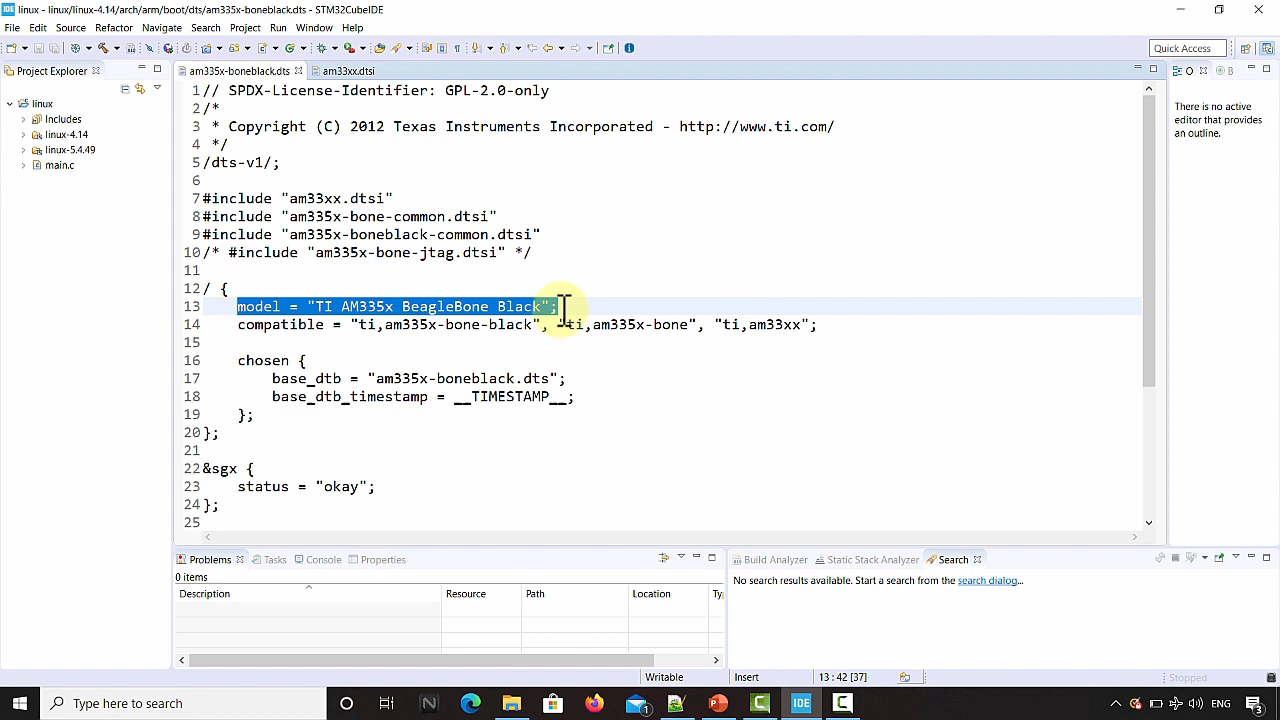 IDE linux - linux/linux-4.14/arch/arm/boot/dts/am335x-boneblack.dts - STM32CubeIDE
File Edit Source Refactor Navigate Search Project Run Window Help
Quick Access
Project Explorer
linux
Includes
linux-4.14
linux-5.4.49
main.c
am335x-boneblack.dts am33xx.dtsi
1 // SPDX-License-Identifier: GPL-2.0-only
2 /*
3 * Copyright (C) 2012 Texas Instruments Incorporated - http://www.ti.com/
4 */
5 /dts-v1/;
6
7 #include "am33xx.dtsi"
8 #include "am335x-bone-common.dtsi"
9 #include "am335x-boneblack-common.dtsi"
10 /* #include "am335x-bone-jtag.dtsi" */
11
12 / {
13 model = "TI AM335x BeagleBone Black";
14 compatible = "ti,am335x-bone-black", "ti,am335x-bone", "ti,am33xx";
15
16 chosen {
17 base_dtb = "am335x-boneblack.dts";
18 base_dtb_timestamp = __TIMESTAMP__;
19 };
20 };
21
22 &sgx {
23 status = "okay";
24 };
25
O B
There is no active
editor that provides
an outline.
Problems Tasks Console Properties
0 items
Description Resource Path Location Ty
Build Analyzer Static Stack Analyzer Search
No search results available. Start a search from the search dialog...
Writable Insert 13 : 42 [37] Stopped
Type here to search
N 1 IDE ENG 3